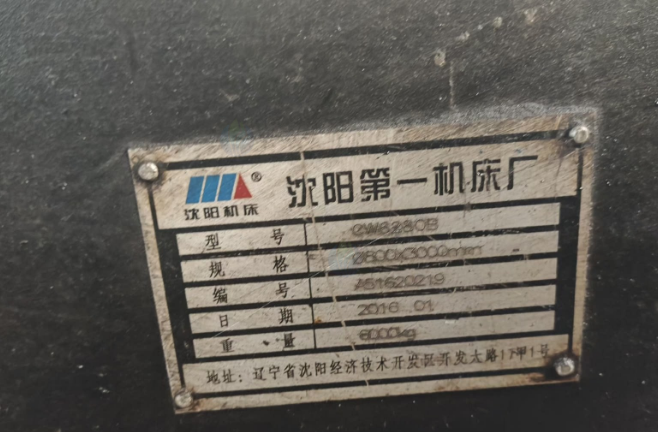 沈阳机床®
沈阳第一机床厂
型号 CW6280B
规格 Ø800X3000mm
编号 A51620219
日期 2016 01
重量 6000kg
地址:辽宁省沈阳经济技术开发区开发大路17甲1号